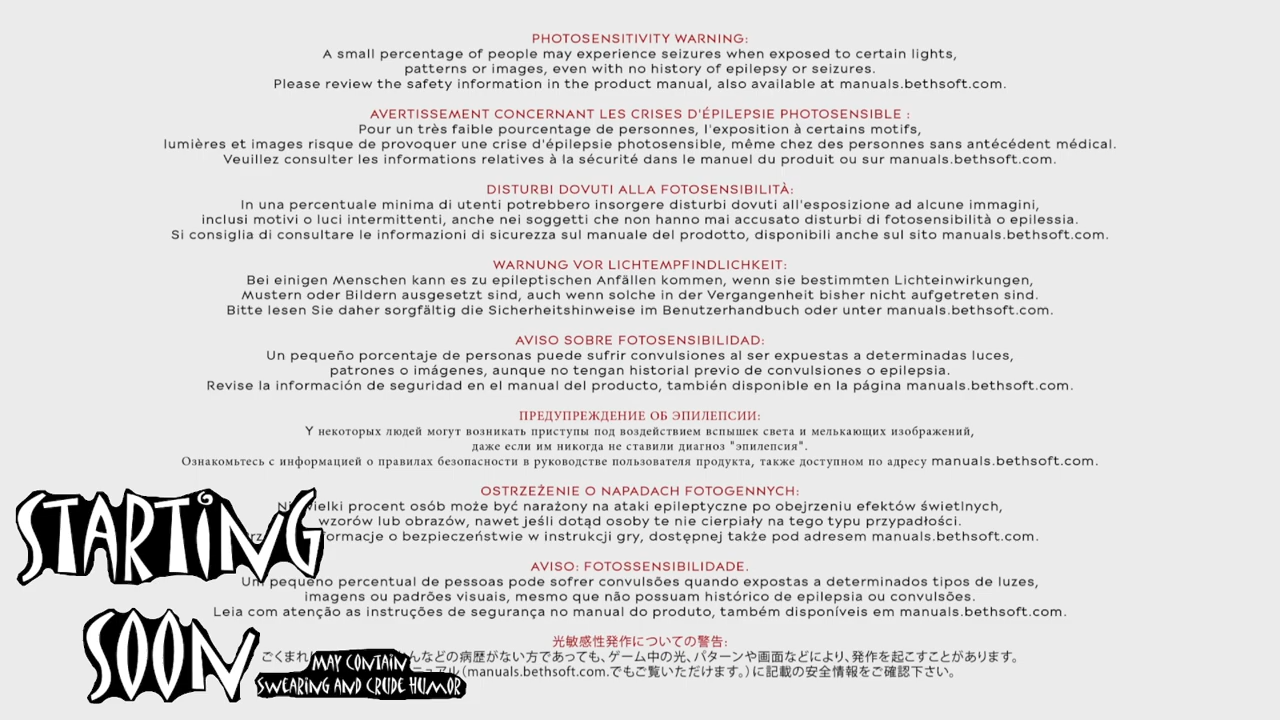 PHOTOSENSITIVITY WARNING:
A small percentage of people may experience seizures when exposed to certain lights,
patterns or images, even with no history of epilepsy or seizures.
Please review the safety information in the product manual, also available at manuals.bethsoft.com.
AVERTISSEMENT CONCERNANT LES CRISES D'ÉPILEPSIE PHOTOSENSIBLE :
Pour un très faible pourcentage de personnes, l'exposition à certains motifs,
lumières et images risque de provoquer une crise d'épilepsie photosensible, même chez des personnes sans antécédent médical.
Veuillez consulter les informations relatives à la sécurité dans le manuel du produit ou sur manuals.bethsoft.com.
DISTURBI DOVUTI ALLA FOTOSENSIBILITÀ:
In una percentuale minima di utenti potrebbero insorgere disturbi dovuti all'esposizione ad alcune immagini,
inclusi motivi o luci intermittenti, anche nei soggetti che non hanno mai accusato disturbi di fotosensibilità o epilessia.
Si consiglia di consultare le informazioni di sicurezza sul manuale del prodotto, disponibili anche sul sito manuals.bethsoft.com.
WARNUNG VOR LICHTEMPFINDLICHKEIT:
Bei einigen Menschen kann es zu epileptischen Anfällen kommen, wenn sie bestimmten Lichteinwirkungen,
Mustern oder Bildern ausgesetzt sind, auch wenn solche in der Vergangenheit bisher nicht aufgetreten sind.
Bitte lesen Sie daher sorgfältig die Sicherheitshinweise im Benutzerhandbuch oder unter manuals.bethsoft.com.
AVISO SOBRE FOTOSENSIBILIDAD:
Un pequeño porcentaje de personas puede sufrir convulsiones al ser expuestas a determinadas luces,
patrones o imágenes, aunque no tengan historial previo de convulsiones o epilepsia.
Revise la información de seguridad en el manual del producto, también disponible en la página manuals.bethsoft.com.
ПРЕДУПРЕЖДЕНИЕ ОБ ЭПИЛЕПСИИ:
У некоторых людей могут возникать приступы под воздействием вспышек света и мелькающих изображений,
даже если им никогда не ставили диагноз "эпилепсия".
Ознакомьтесь с информацией о правилах безопасности в руководстве пользователя продукта, также доступном по адресу manuals.bethsoft.com.
OSTRZEŻENIE O NAPADACH FOTOGENNYCH:
procent osób może być narażony na ataki epileptyczne po obejrzeniu efektów świetlnych,
wzorów lub obrazów, nawet jeśli dotąd osoby te nie cierpiały na tego typu przypadłości.
o bezpieczeństwie w instrukcji gry, dostępnej także pod adresem manuals.bethsoft.com.
AVISO: FOTOSSENSIBILIDADE.
Um pequeno percentual de pessoas pode sofrer convulsões quando expostas a determinados tipos de luzes,
imagens ou padrões visuais, mesmo que não possuam histórico de epilepsia ou convulsões.
Leia com atenção as instruções de segurança no manual do produto, também disponíveis em manuals.bethsoft.com.
光敏感性発作についての警告:
ごくまれ などの病歴がない方であっても、ゲーム中の光、パターンや画面などにより、発作を起こすことがあります。
(manuals.bethsoft.com.でもご覧いただけます。)に記載の安全情報をご確認下さい。
STARTING
SOON
MAY CONTAIN
SWEARING AND CRUDE HUMOR